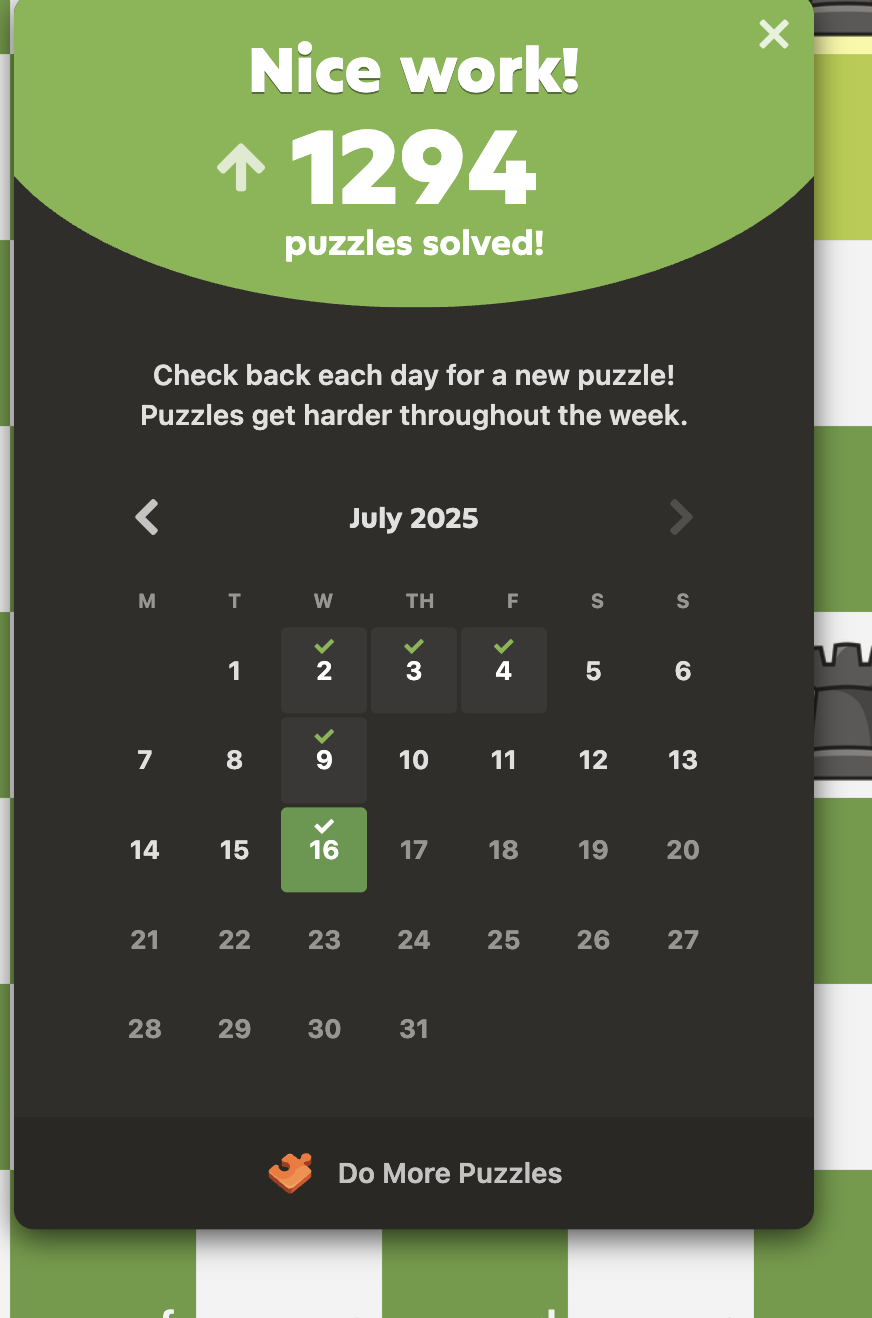 Nice work!
1294
puzzles solved!
Check back each day for a new puzzle!
Puzzles get harder throughout the week.
July 2025
M T W TH F S S
1 2 3 4 5 6
7 8 9 10 11 12 13
14 15 16 17 18 19 20
21 22 23 24 25 26 27
28 29 30 31
Do More Puzzles